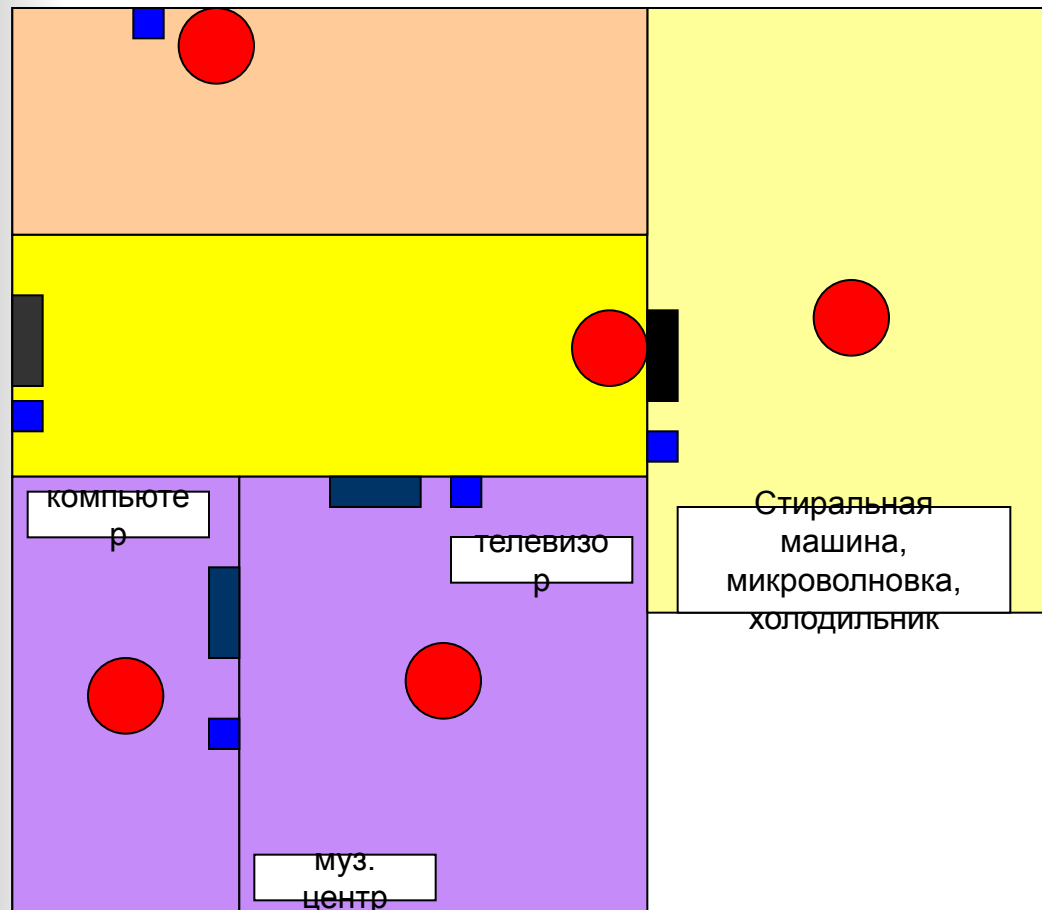 компьюте
р
телевизо
р
Стиральная
машина,
микроволновка,
холодильник
муз.
центр